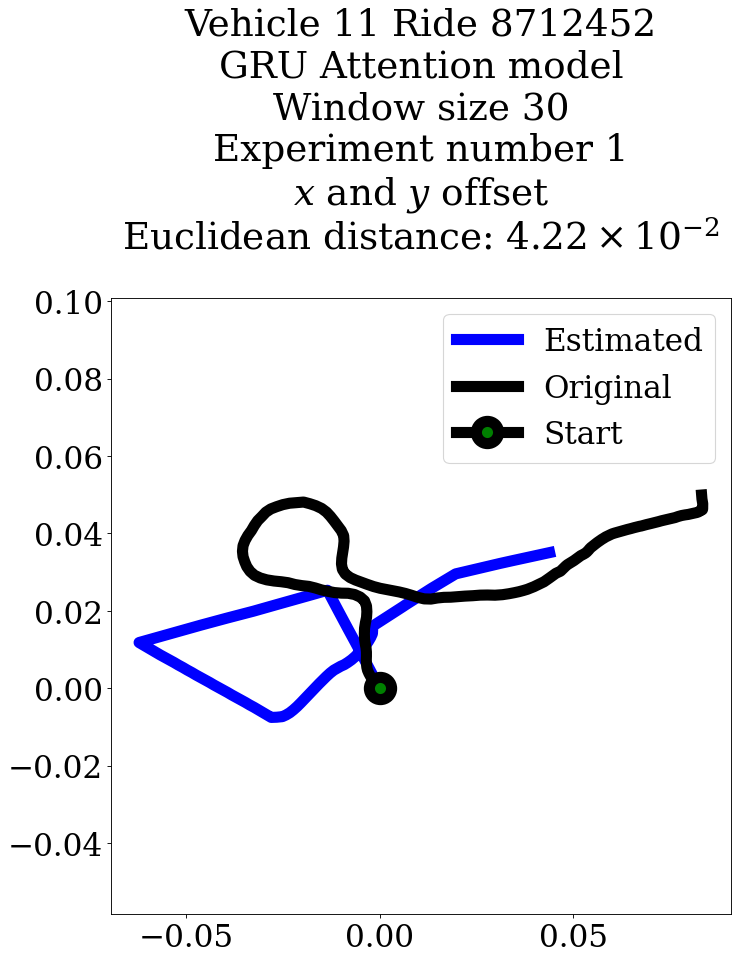 Vehicle 11 Ride 8712452
GRU Attention model
Window size 30
Experiment number 1
x and y offset
Euclidean distance: 4.22 × 10⁻²
Estimated
Original
Start
0.10
0.08
0.06
0.04
0.02
0.00
−0.02
−0.04
−0.05 0.00 0.05